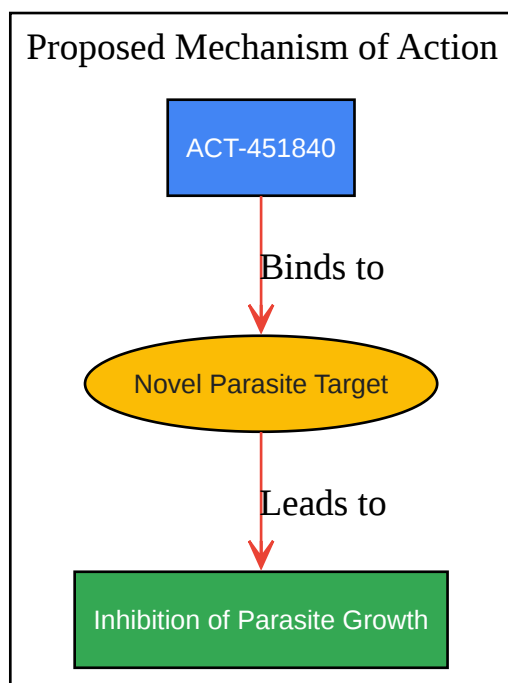 Proposed Mechanism of Action
ACT-451840
Binds to
Novel Parasite Target
Leads to
Inhibition of Parasite Growth